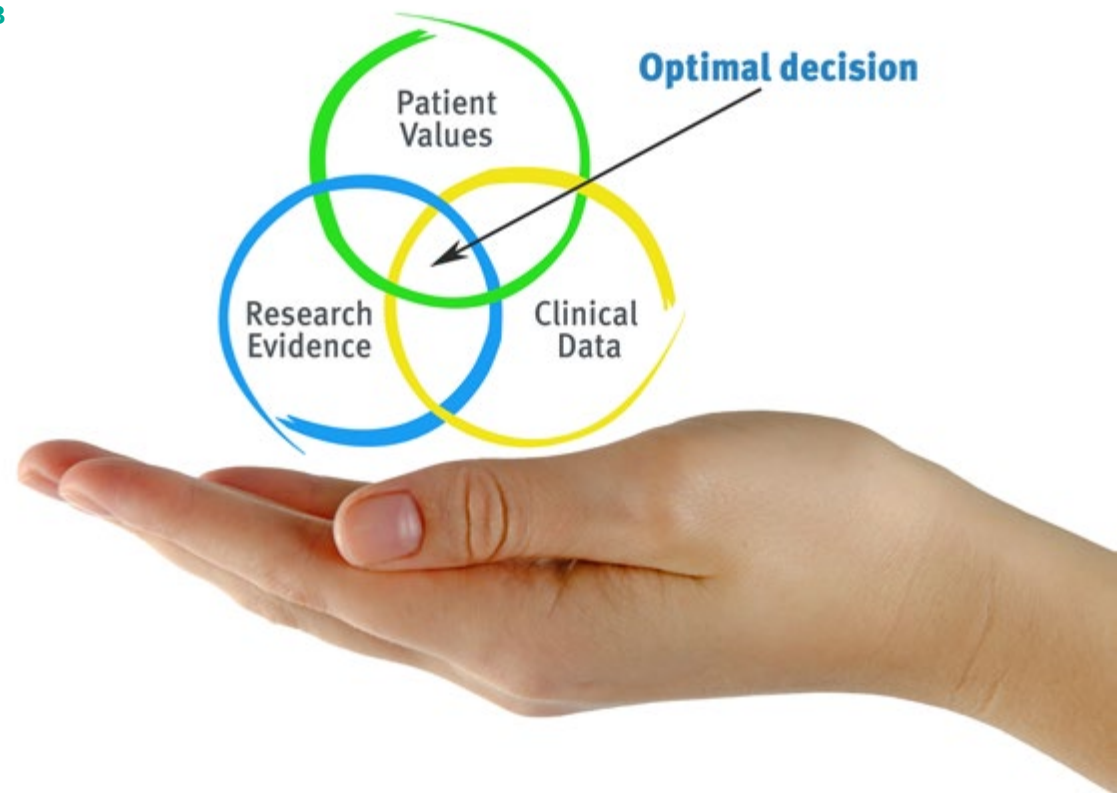 Optimal decision
Patient
Values
Research
Evidence
Clinical
Data